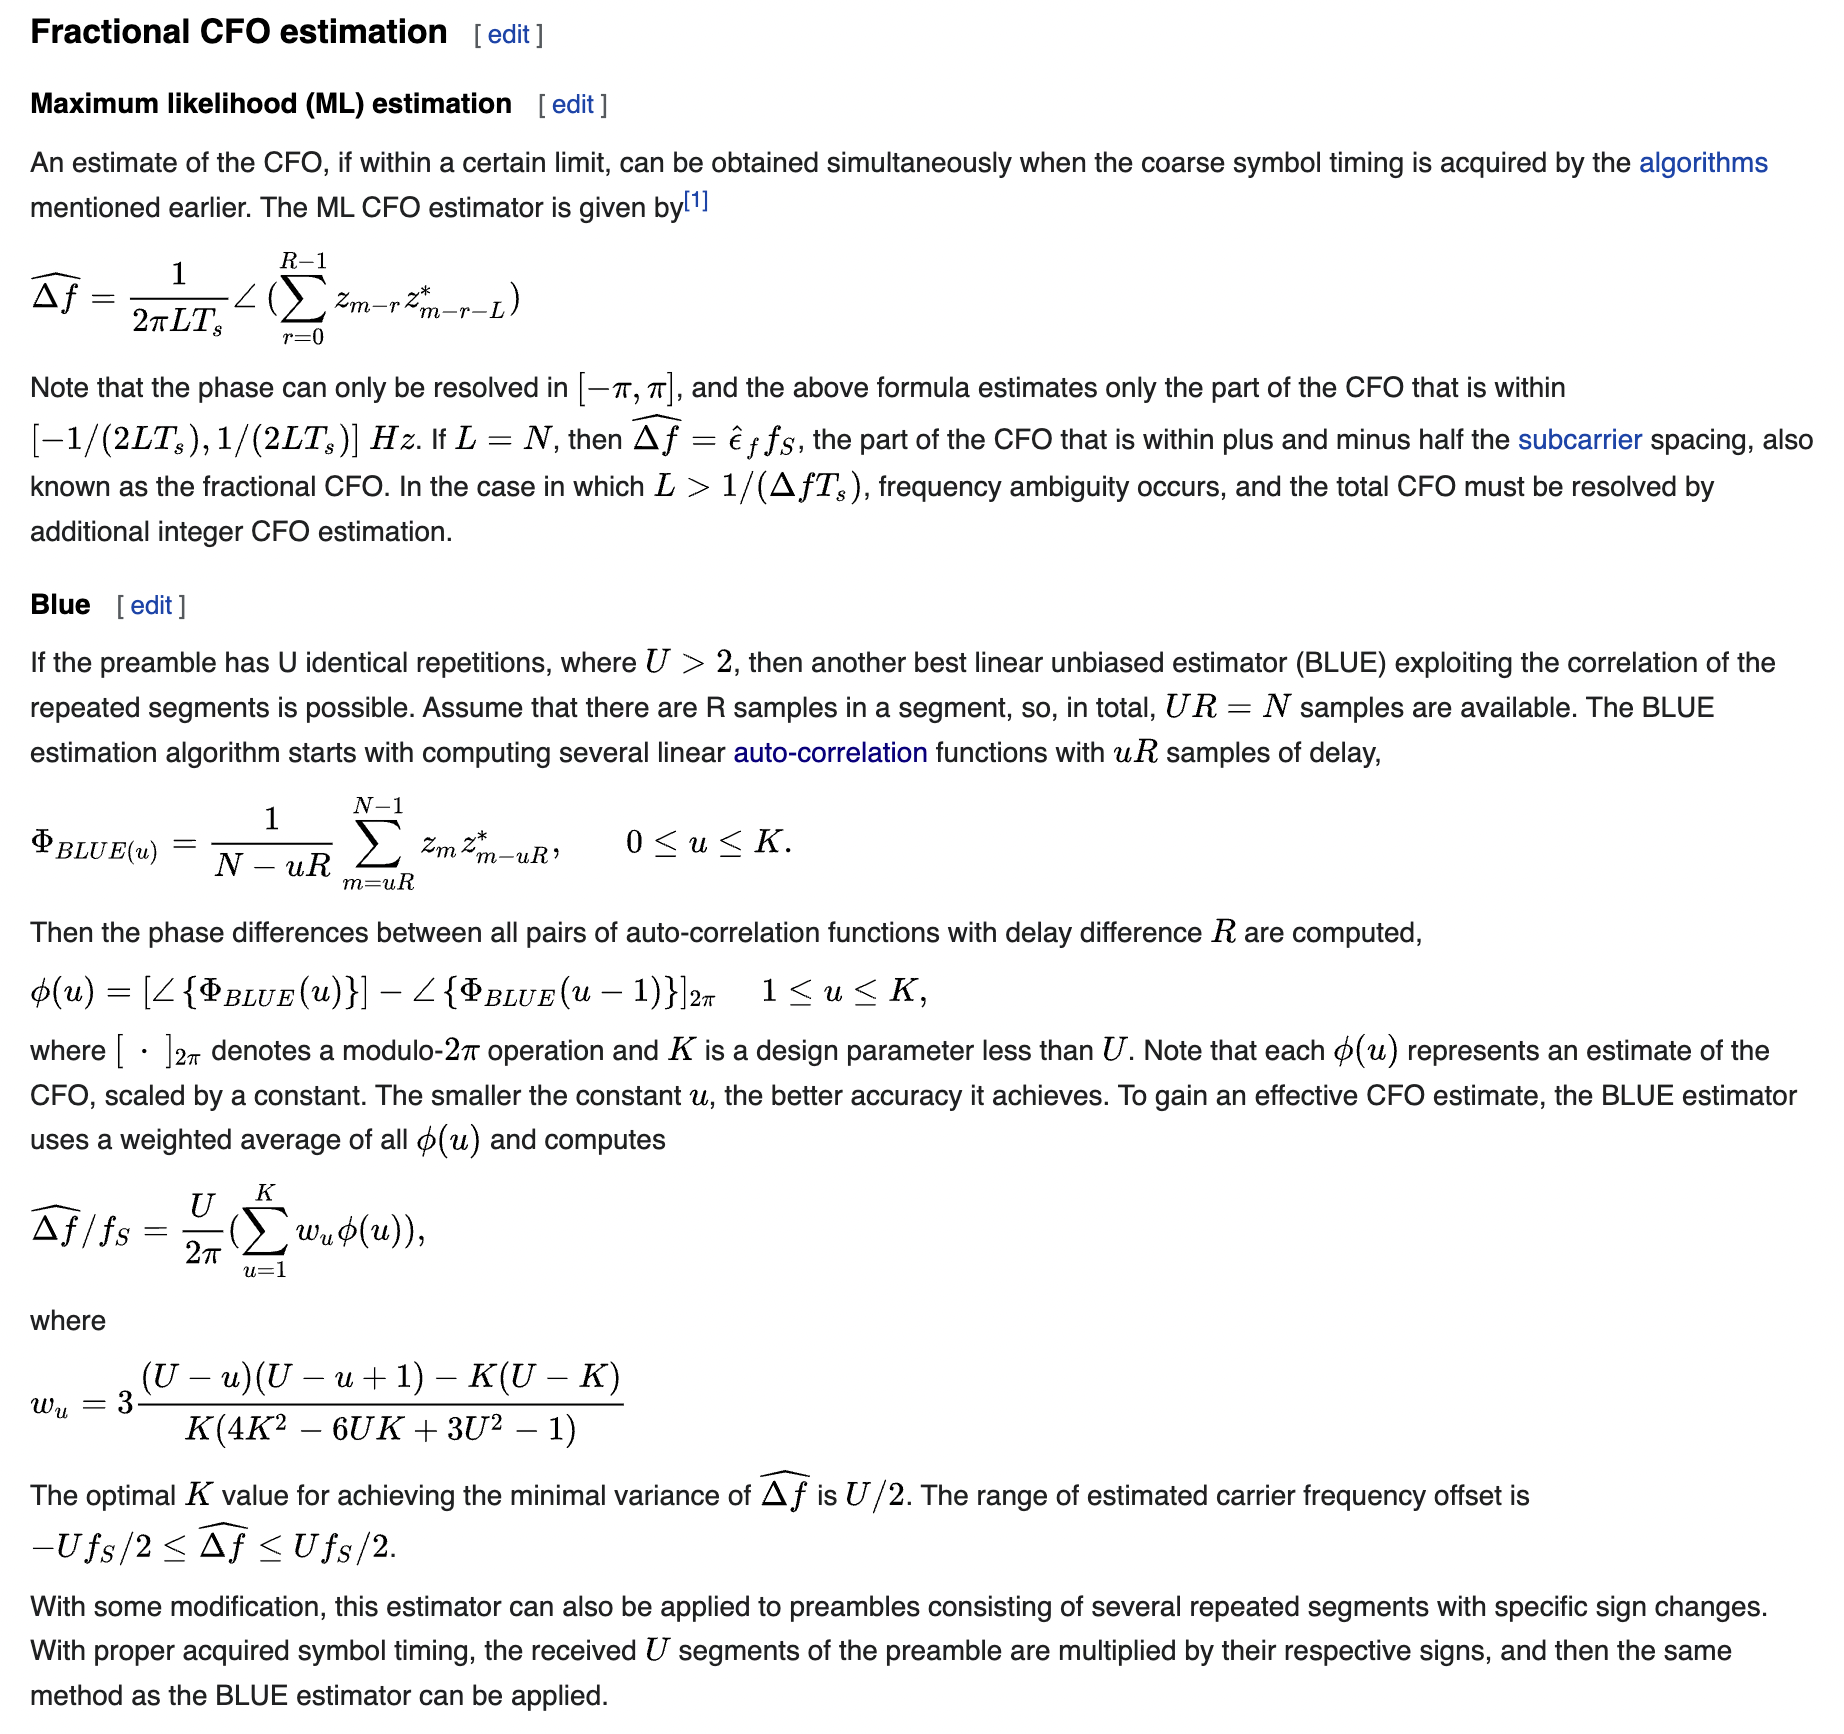 Fractional CFO estimation [ edit ]
Maximum likelihood (ML) estimation [ edit ]
An estimate of the CFO, if within a certain limit, can be obtained simultaneously when the coarse symbol timing is acquired by the algorithms
mentioned earlier. The ML CFO estimator is given by[1]
$\widehat{\Delta f} = \frac{1}{2\pi L T_s} \angle (\sum_{r=0}^{R-1} z_{m-r} z^*_{m-r-L})$
Note that the phase can only be resolved in $[-\pi, \pi]$, and the above formula estimates only the part of the CFO that is within
$[-1/(2LT_s), 1/(2LT_s)]\ Hz$. If $L = N$, then $\widehat{\Delta f} = \hat{\epsilon}_f f_S$, the part of the CFO that is within plus and minus half the subcarrier spacing, also
known as the fractional CFO. In the case in which $L > 1/(\Delta f T_s)$, frequency ambiguity occurs, and the total CFO must be resolved by
additional integer CFO estimation.
Blue [ edit ]
If the preamble has U identical repetitions, where $U > 2$, then another best linear unbiased estimator (BLUE) exploiting the correlation of the
repeated segments is possible. Assume that there are R samples in a segment, so, in total, $UR = N$ samples are available. The BLUE
estimation algorithm starts with computing several linear auto-correlation functions with $uR$ samples of delay,
$\Phi_{BLUE(u)} = \frac{1}{N - uR} \sum_{m=uR}^{N-1} z_m z^*_{m-uR}, \quad 0 \leq u \leq K.$
Then the phase differences between all pairs of auto-correlation functions with delay difference $R$ are computed,
$\phi(u) = [\angle \{\Phi_{BLUE}(u)\}] - \angle \{\Phi_{BLUE}(u-1)\}]_{2\pi} \quad 1 \leq u \leq K,$
where $[\ \cdot\ ]_{2\pi}$ denotes a modulo-$2\pi$ operation and $K$ is a design parameter less than $U$. Note that each $\phi(u)$ represents an estimate of the
CFO, scaled by a constant. The smaller the constant $u$, the better accuracy it achieves. To gain an effective CFO estimate, the BLUE estimator
uses a weighted average of all $\phi(u)$ and computes
$\widehat{\Delta f}/f_S = \frac{U}{2\pi} (\sum_{u=1}^{K} w_u \phi(u)),$
where
$w_u = 3 \frac{(U-u)(U-u+1) - K(U-K)}{K(4K^2 - 6UK + 3U^2 - 1)}$
The optimal $K$ value for achieving the minimal variance of $\widehat{\Delta f}$ is $U/2$. The range of estimated carrier frequency offset is
$-Uf_S/2 \leq \widehat{\Delta f} \leq Uf_S/2.$
With some modification, this estimator can also be applied to preambles consisting of several repeated segments with specific sign changes.
With proper acquired symbol timing, the received $U$ segments of the preamble are multiplied by their respective signs, and then the same
method as the BLUE estimator can be applied.